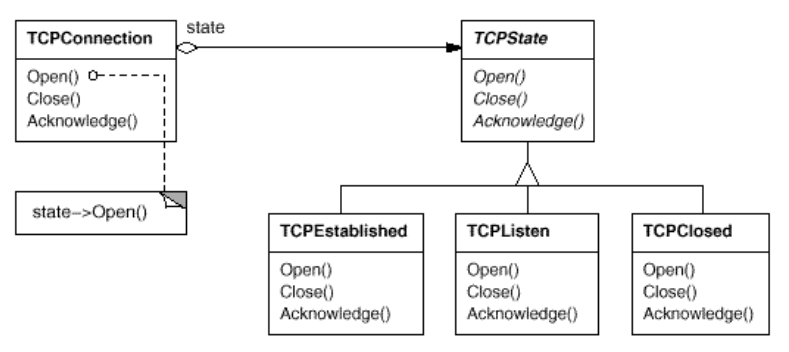 state
TCPConnection
Open()
Close()
Acknowledge()
state->Open()
TCPState
Open()
Close()
Acknowledge()
TCPEstablished
Open()
Close()
Acknowledge()
TCPListen
Open()
Close()
Acknowledge()
TCPClosed
Open()
Close()
Acknowledge()